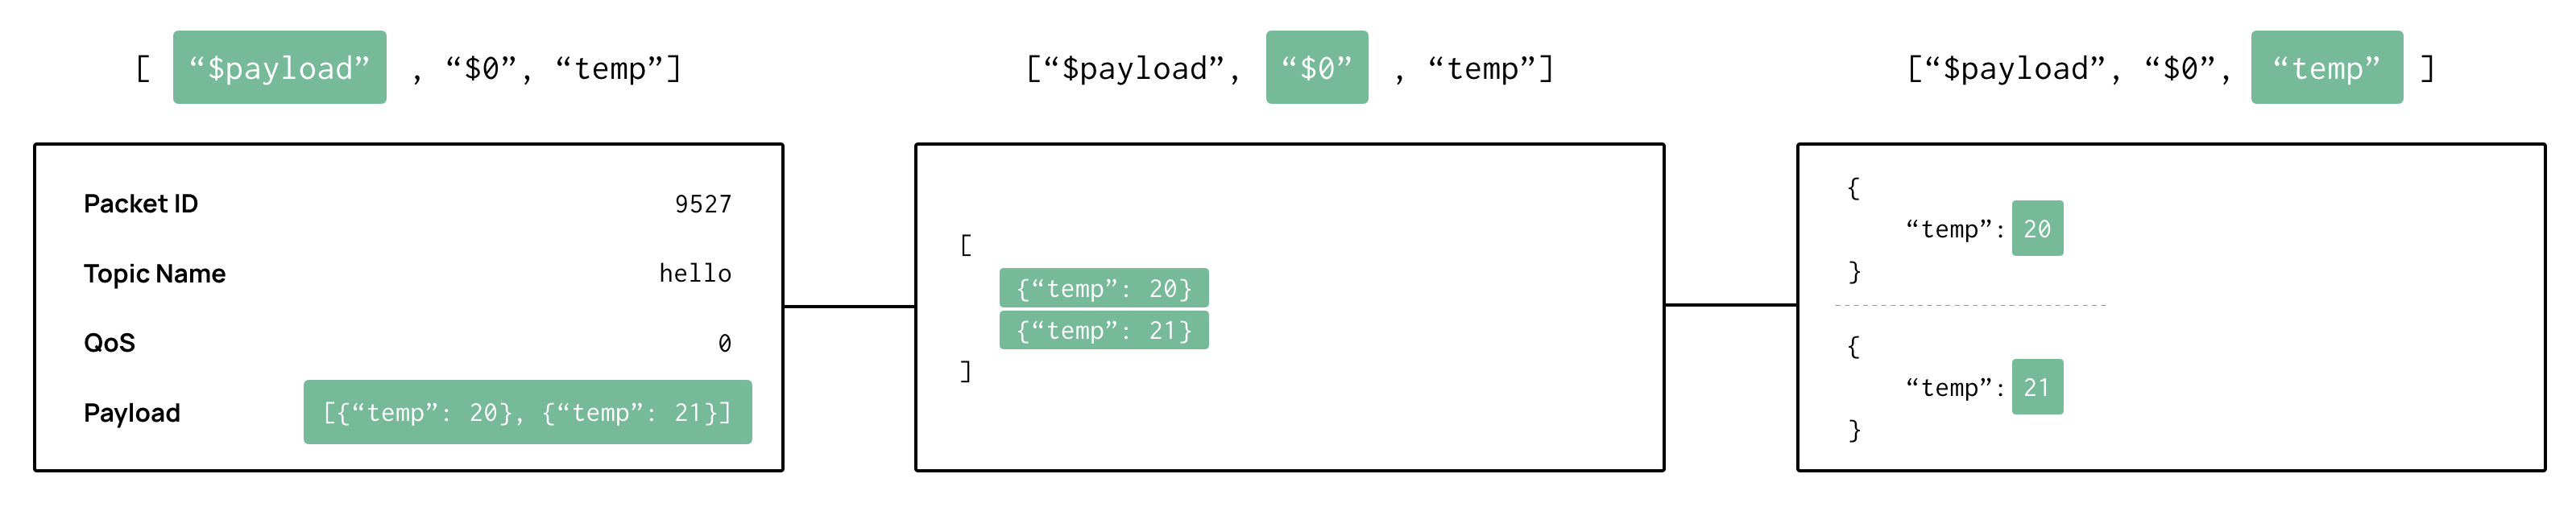 [ “$payload” , “$0”, “temp”]
Packet ID 9527
Topic Name hello
QoS 0
Payload [{“temp”: 20}, {“temp”: 21}]
[“$payload”, “$0” , “temp”]
[
{“temp”: 20}
{“temp”: 21}
]
[“$payload”, “$0”, “temp” ]
{
“temp”: 20
}
{
“temp”: 21
}